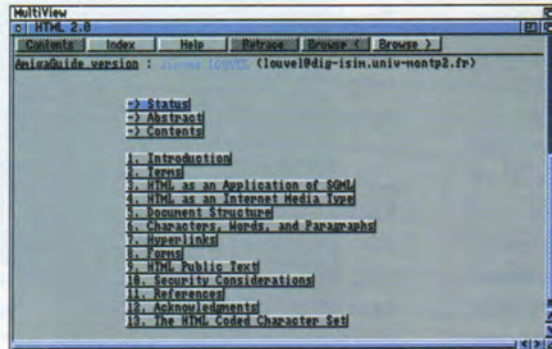 MultiView
HTML 2.0
Contents Index Help Retrace Browse < Browse >
AmigaGuide version : LOUVEL (louvel@dig-isim.univ-montp2.fr)
-> Status
-> Abstract
-> Contents
1. Introduction
2. Terms
3. HTML as an Application of SGML
4. HTML as an Internet Media Type
5. Document Structure
6. Characters, Words, and Paragraphs
7. Hyperlinks
8. Forms
9. HTML Public Text
10. Security Considerations
11. References
12. Acknowledgments
13. The HTML Coded Character Set